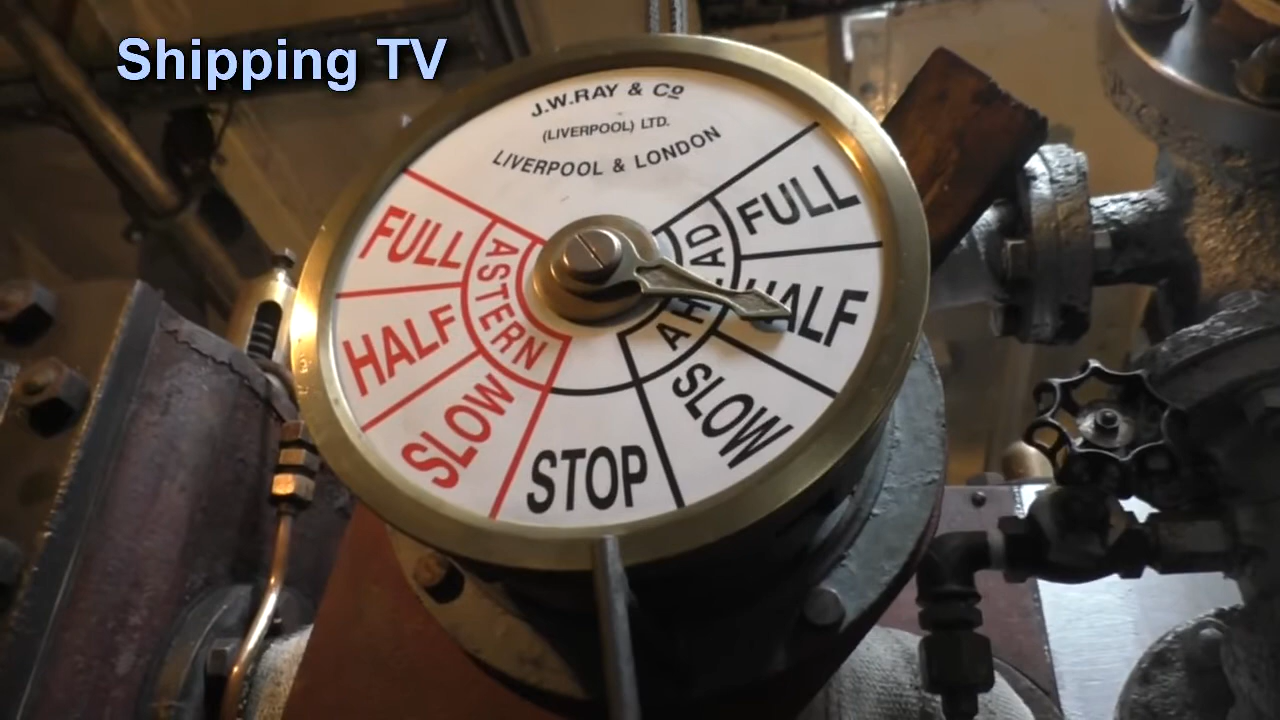 Shipping TV
J.W.RAY & Co
(LIVERPOOL) LTD.
LIVERPOOL & LONDON
FULL
HALF
SLOW
ASTERN
STOP
SLOW
HALF
FULL
AHEAD